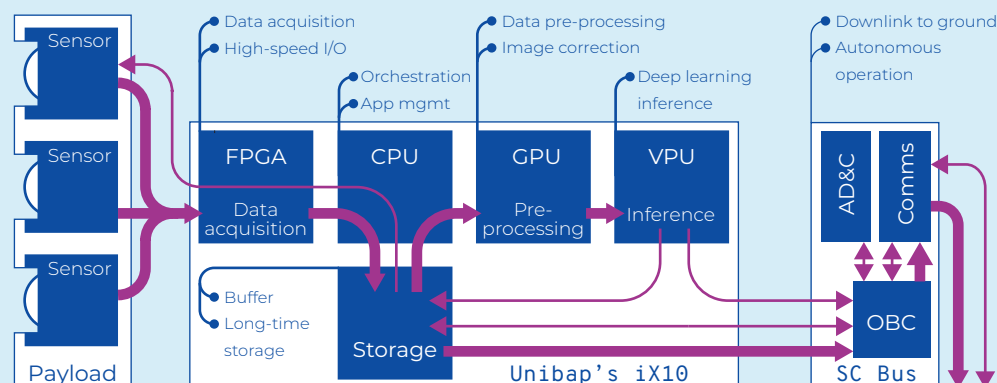 Data acquisition
High-speed I/O
Data pre-processing
Image correction
Downlink to ground
Autonomous
operation
Orchestration
App mgmt
Deep learning
inference
Sensor
Sensor
Sensor
Payload
FPGA
Data
acquisition
CPU
GPU
Pre-
processing
VPU
Inference
Buffer
Long-time
storage
Storage
Unibap's iX10
AD&C
Comms
OBC
SC Bus